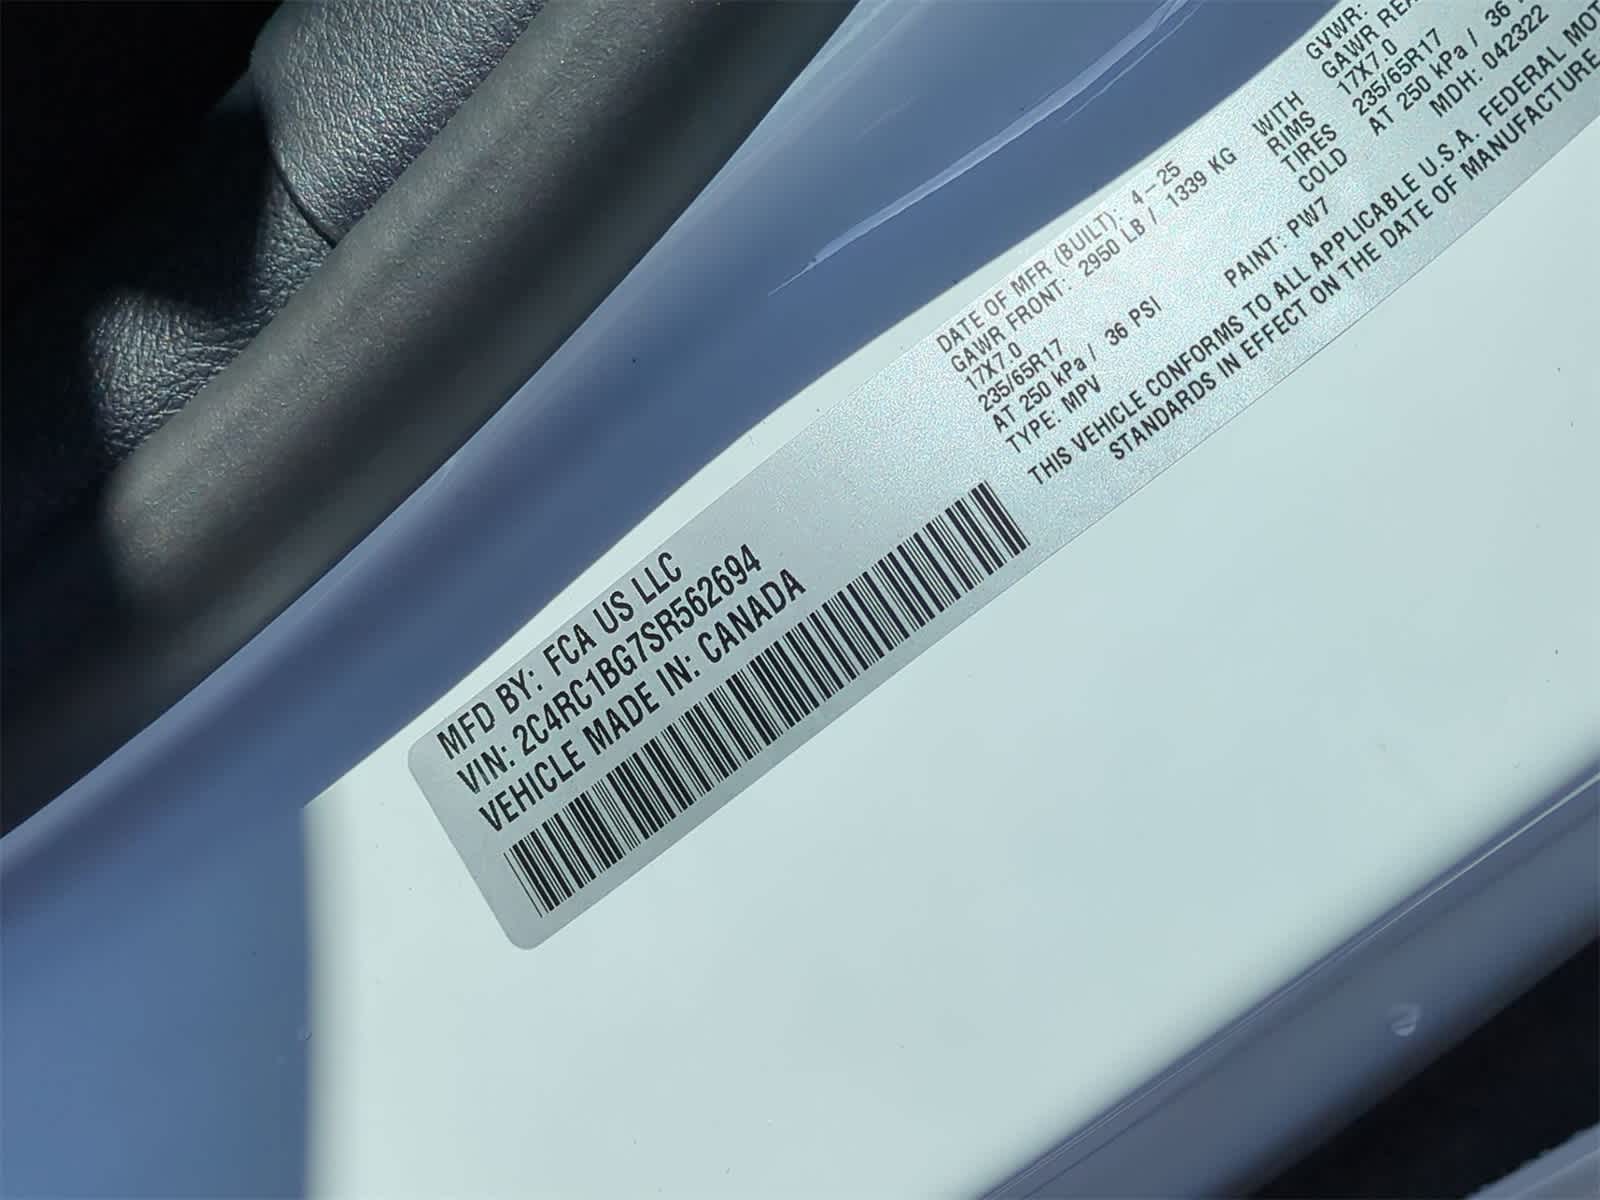 MFD BY: FCA US LLC
VIN: 2C4RC1BG7SR562694
VEHICLE MADE IN: CANADA
DATE OF MFR (BUILT): 4-25 GVWR:
GAWR FRONT: 2950 LB / 1339 KG WITH GAWR
17X7.0 RIMS 17X7.0
235/65R17 TIRES 235/65R17
AT 250 kPa / 36 PSI COLD AT 250 kPa / 36
TYPE: MPV PAINT: PW7 MDH: 042322
THIS VEHICLE CONFORMS TO ALL APPLICABLE U.S.A. FEDERAL
STANDARDS IN EFFECT ON THE DATE OF MANUFACTURE